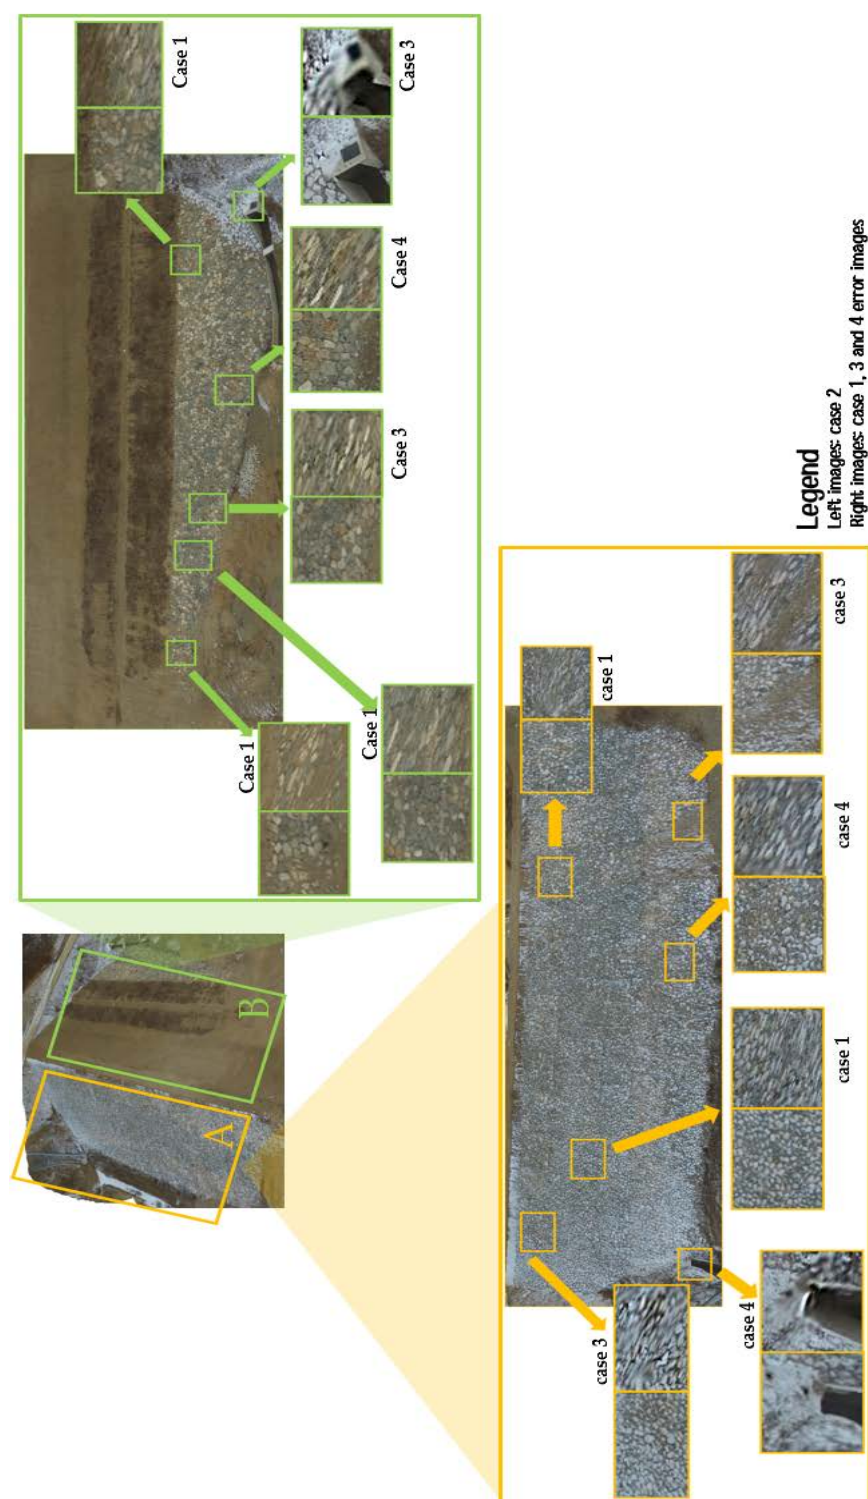 A
B
Case 1
Case 1
Case 1
Case 3
Case 4
Case 3
case 1
case 3
case 4
case 1
case 4
case 3
Legend
Left images: case 2
Right images: case 1, 3 and 4 error images